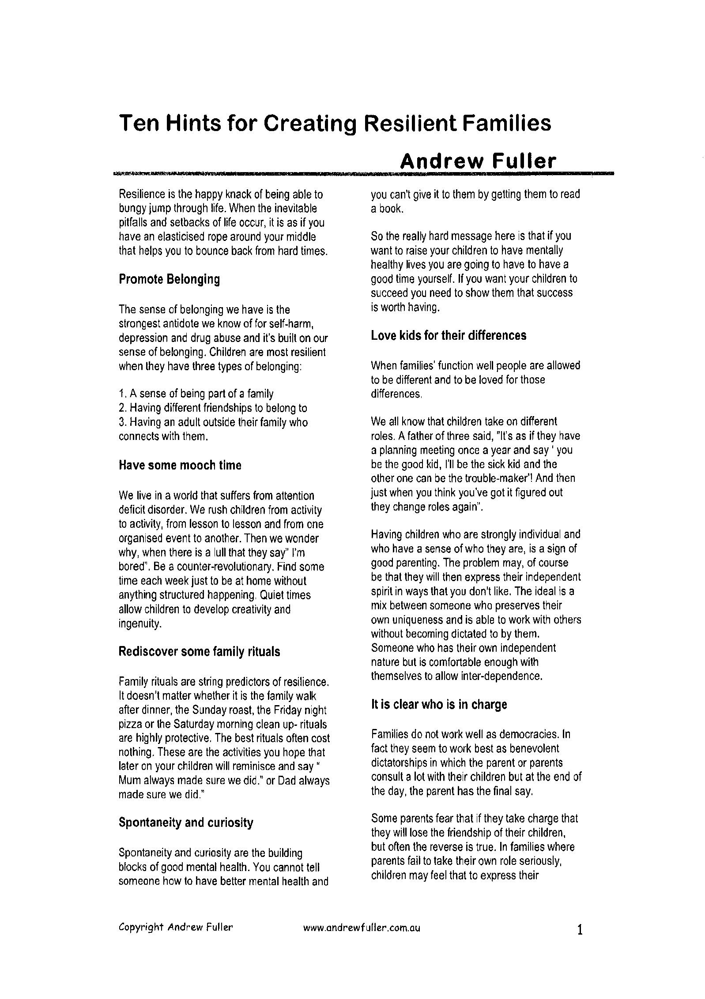 Ten Hints for Creating Resilient Families
Andrew Fuller
Resilience is the happy knack of being able to
bungy jump through life. When the inevitable
pitfalls and setbacks of life occur, it is as if you
have an elasticised rope around your middle
that helps you to bounce back from hard times.
Promote Belonging
The sense of belonging we have is the
strongest antidote we know of for self-harm,
depression and drug abuse and it's built on our
sense of belonging. Children are most resilient
when they have three types of belonging:
1. A sense of being part of a family
2. Having different friendships to belong to
3. Having an adult outside their family who
connects with them.
Have some mooch time
We live in a world that suffers from attention
deficit disorder. We rush children from activity
to activity, from lesson to lesson and from one
organised event to another. Then we wonder
why, when there is a lull that they say" I'm
bored". Be a counter-revolutionary. Find some
time each week just to be at home without
anything structured happening. Quiet times
allow children to develop creativity and
ingenuity.
Rediscover some family rituals
Family rituals are string predictors of resilience.
It doesn't matter whether it is the family walk
after dinner, the Sunday roast, the Friday night
pizza or the Saturday morning clean up- rituals
are highly protective. The best rituals often cost
nothing. These are the activities you hope that
later on your children will reminisce and say "
Mum always made sure we did." or Dad always
made sure we did."
Spontaneity and curiosity
Spontaneity and curiosity are the building
blocks of good mental health. You cannot tell
someone how to have better mental health and
you can't give it to them by getting them to read
a book.
So the really hard message here is that if you
want to raise your children to have mentally
healthy lives you are going to have to have a
good time yourself. If you want your children to
succeed you need to show them that success
is worth having.
Love kids for their differences
When families' function well people are allowed
to be different and to be loved for those
differences.
We all know that children take on different
roles. A father of three said, "It's as if they have
a planning meeting once a year and say ' you
be the good kid, I'll be the sick kid and the
other one can be the trouble-maker'! And then
just when you think you've got it figured out
they change roles again".
Having children who are strongly individual and
who have a sense of who they are, is a sign of
good parenting. The problem may, of course
be that they will then express their independent
spirit in ways that you don't like. The ideal is a
mix between someone who preserves their
own uniqueness and is able to work with others
without becoming dictated to by them.
Someone who has their own independent
nature but is comfortable enough with
themselves to allow inter-dependence.
It is clear who is in charge
Families do not work well as democracies. In
fact they seem to work best as benevolent
dictatorships in which the parent or parents
consult a lot with their children but at the end of
the day, the parent has the final say.
Some parents fear that if they take charge that
they will lose the friendship of their children,
but often the reverse is true. In families where
parents fail to take their own role seriously,
children may feel that to express their
Copyright Andrew Fuller www.andrewfuller.com.au 1